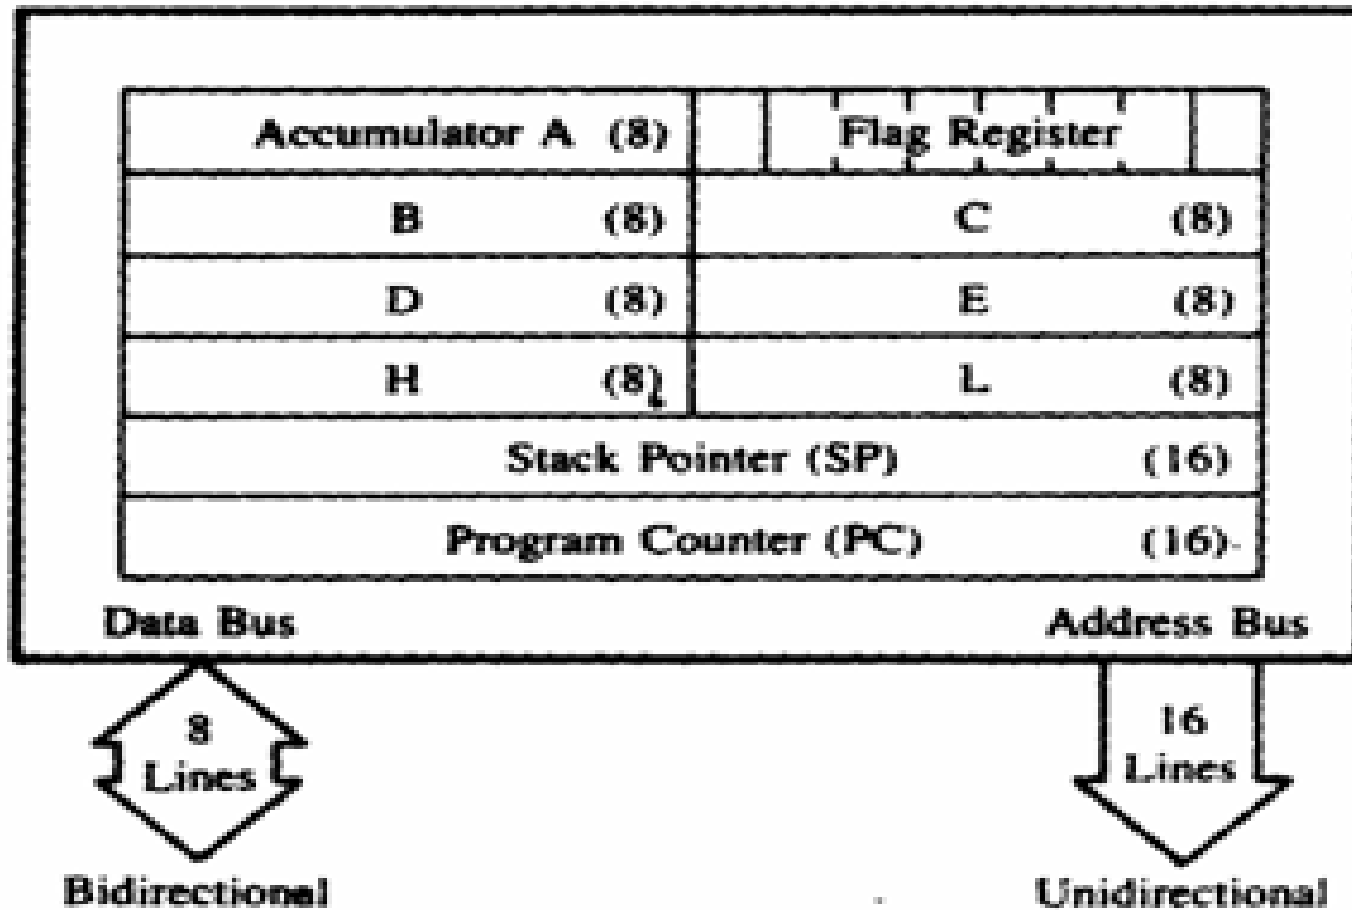 Accumulator A (8) Flag Register
B (8) C (8)
D (8) E (8)
H (8) L (8)
Stack Pointer (SP) (16)
Program Counter (PC) (16)
Data Bus Address Bus
8 Lines
16 Lines
Bidirectional Unidirectional